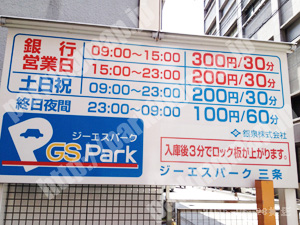 銀行営業日 09:00〜15:00 300円/30分
15:00〜23:00 200円/30分
土日祝 09:00〜23:00 200円/30分
終日夜間 23:00〜09:00 100円/60分
ジーエスパーク
GS Park
株式会社
入庫後3分でロック板が上がります。
ジーエスパーク 三条